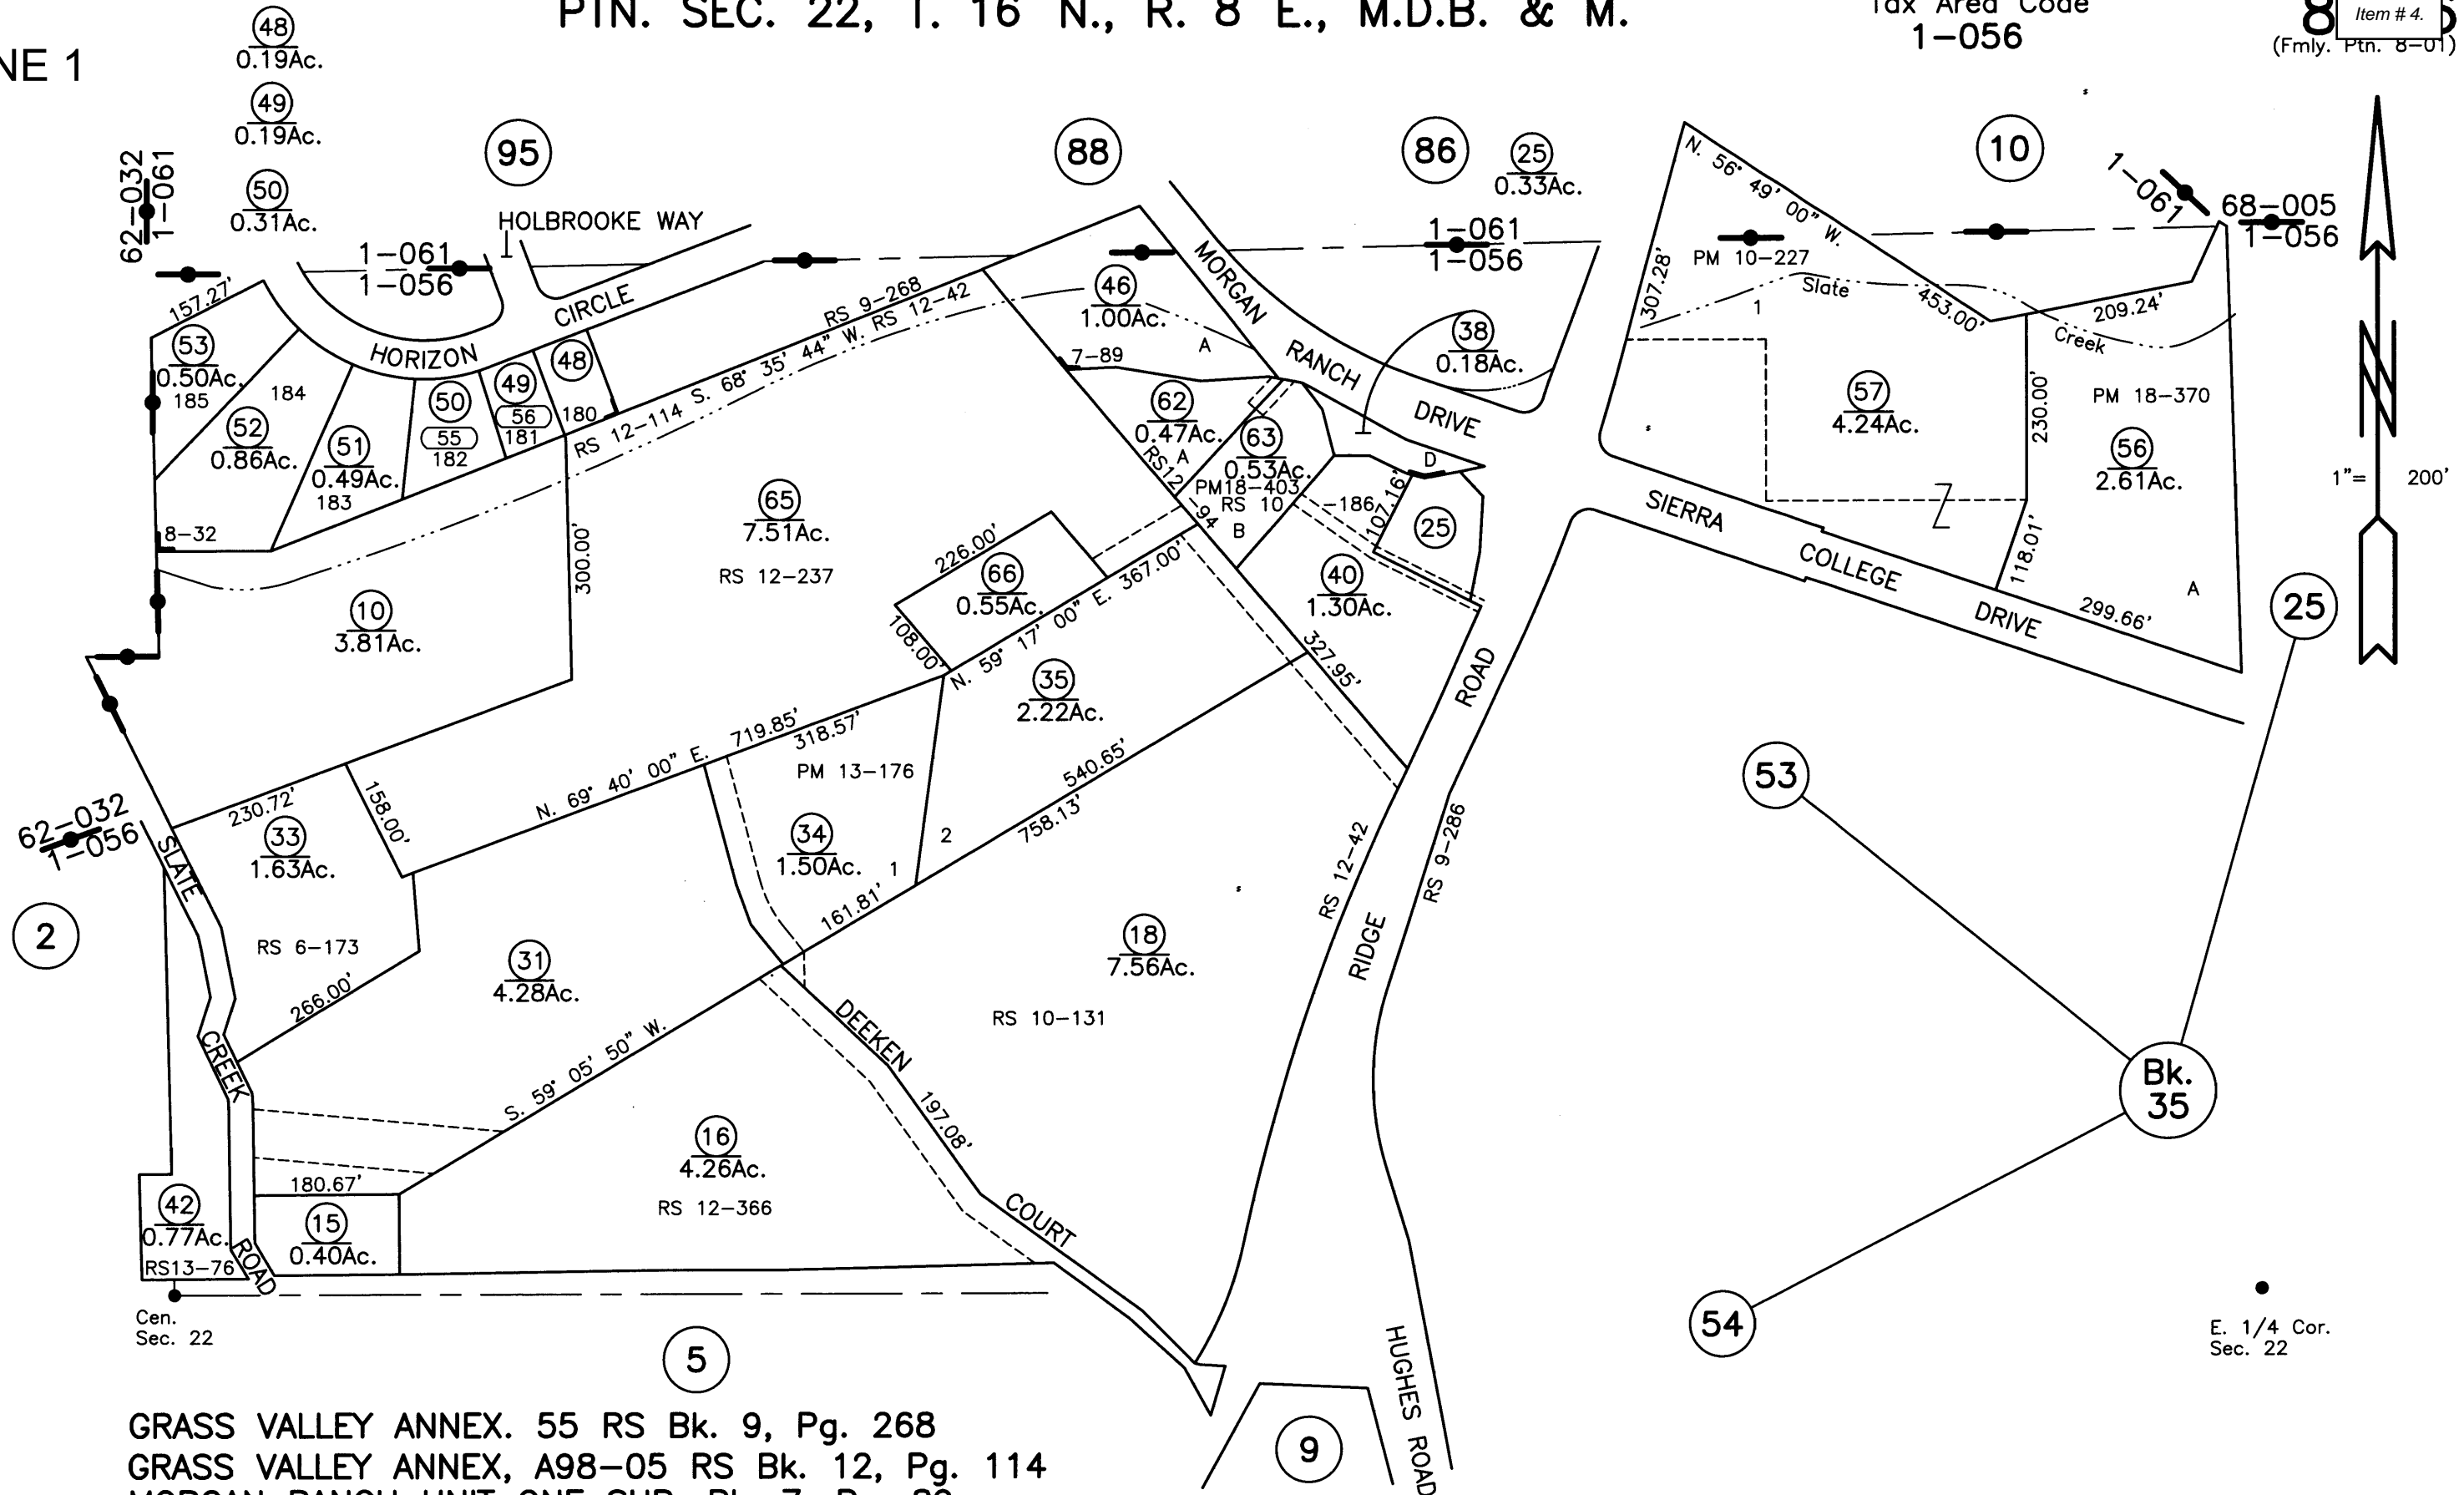 PTN. SEC. 22, T. 16 N., R. 8 E., M.D.B. & M.
Tax Area Code
1-056
8
Item # 4.
(Fmly. Ptn. 8-01)
NE 1
48
0.19Ac.
49
0.19Ac.
50
0.31Ac.
62-032
1-061
95
88
86
25
0.33Ac.
10
HOLBROOKE WAY
1-061
1-056
1-061
1-056
1-061
68-005
1-056
N. 56° 49' 00" W.
453.00'
307.28'
PM 10-227
Slate
Creek
1
209.24'
157.27'
53
0.50Ac.
185
184
52
0.86Ac.
51
0.49Ac.
183
50
55
182
49
56
181
48
180
HORIZON
CIRCLE
RS 9-268
RS 12-42
RS 12-114
S. 68° 35' 44" W.
46
1.00Ac.
A
7-89
MORGAN
RANCH
DRIVE
38
0.18Ac.
62
0.47Ac.
A
63
0.53Ac.
PM18-403
RS 10
-186
RS12
-94
B
D
107.16'
25
40
1.30Ac.
57
4.24Ac.
230.00'
PM 18-370
56
2.61Ac.
118.01'
A
299.66'
1"= 200'
SIERRA
COLLEGE
DRIVE
25
8-32
65
7.51Ac.
RS 12-237
300.00'
10
3.81Ac.
226.00'
66
0.55Ac.
108.00'
N. 59° 17' 00" E.
367.00'
327.95'
35
2.22Ac.
719.85'
318.57'
N. 69° 40' 00" E.
PM 13-176
540.65'
758.13'
34
1.50Ac.
1
2
161.81'
230.72'
158.00'
33
1.63Ac.
62-032
1-056
2
RS 6-173
266.00'
31
4.28Ac.
SLATE
CREEK
ROAD
S. 59° 05' 50" W.
18
7.56Ac.
RS 10-131
DEEKEN
197.08'
COURT
RS 12-42
RS 9-286
ROAD
RIDGE
53
Bk.
35
54
16
4.26Ac.
RS 12-366
180.67'
15
0.40Ac.
42
0.77Ac.
RS13-76
Cen.
Sec. 22
5
9
HUGHES ROAD
E. 1/4 Cor.
Sec. 22
GRASS VALLEY ANNEX. 55 RS Bk. 9, Pg. 268
GRASS VALLEY ANNEX, A98-05 RS Bk. 12, Pg. 114
MORGAN RANCH UNIT ONE SUB. Bk. 7, Pg. 89